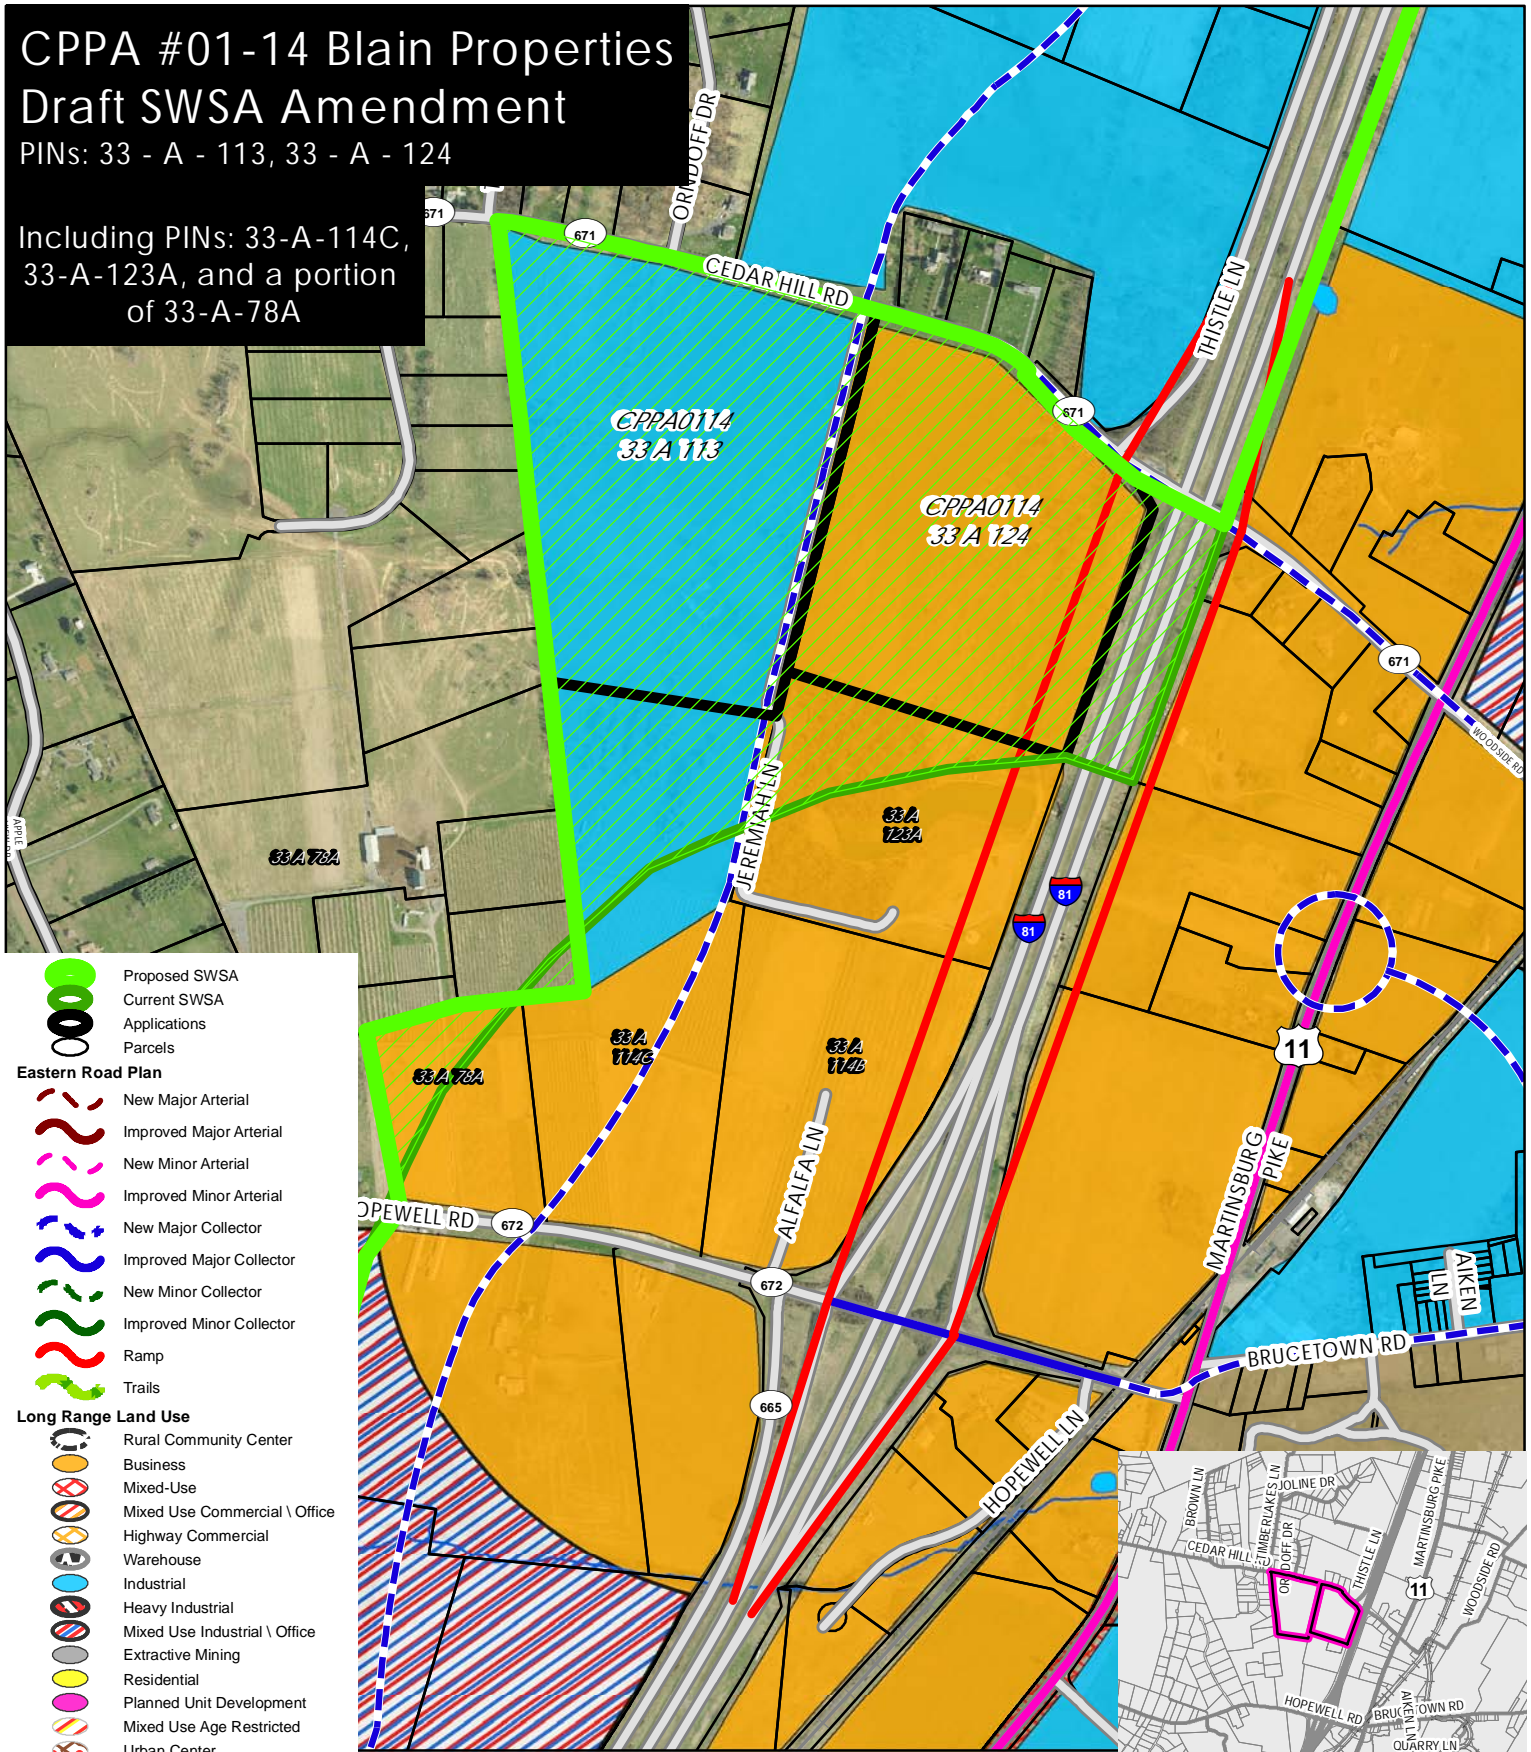 CPPA #01-14 Blain Properties
Draft SWSA Amendment
PINs: 33 - A - 113, 33 - A - 124
Including PINs: 33-A-114C,
33-A-123A, and a portion
of 33-A-78A
ORNDOFF DR
671
671
CEDAR HILL RD
THISTLE LN
671
CPPA0114
33 A 113
CPPA0114
33 A 124
671
WOODSIDE RD
JEREMIAH LN
33 A
123A
APPLE
33 A 78A
81
81
33 A
114C
33 A
114B
33 A 78A
11
ALFALFA LN
MARTINSBURG
PIKE
OPEWELL RD
672
672
AIKEN
LN
BRUCETOWN RD
665
HOPEWELL LN
Proposed SWSA
Current SWSA
Applications
Parcels
Eastern Road Plan
New Major Arterial
Improved Major Arterial
New Minor Arterial
Improved Minor Arterial
New Major Collector
Improved Major Collector
New Minor Collector
Improved Minor Collector
Ramp
Trails
Long Range Land Use
Rural Community Center
Business
Mixed-Use
Mixed Use Commercial \ Office
Highway Commercial
Warehouse
Industrial
Heavy Industrial
Mixed Use Industrial \ Office
Extractive Mining
Residential
Planned Unit Development
Mixed Use Age Restricted
Urban Center
BROWN LN
TIMBERLAKES LN
JOLINE DR
MARTINSBURG PIKE
CEDAR HILL
THISTLE LN
WOODSIDE RD
11
HOPEWELL RD
AIKEN LN
QUARRY LN